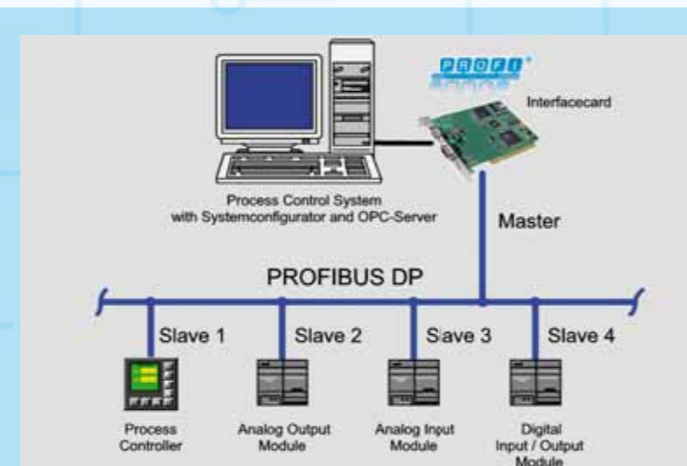 PROFI
Interfacecard
Process Control System
with Systemconfigurator and OPC-Server
Master
PROFIBUS DP
Slave 1
Slave 2
Slave 3
Slave 4
Process
Controller
Analog Output
Module
Analog Input
Module
Digital
Input / Output
Module